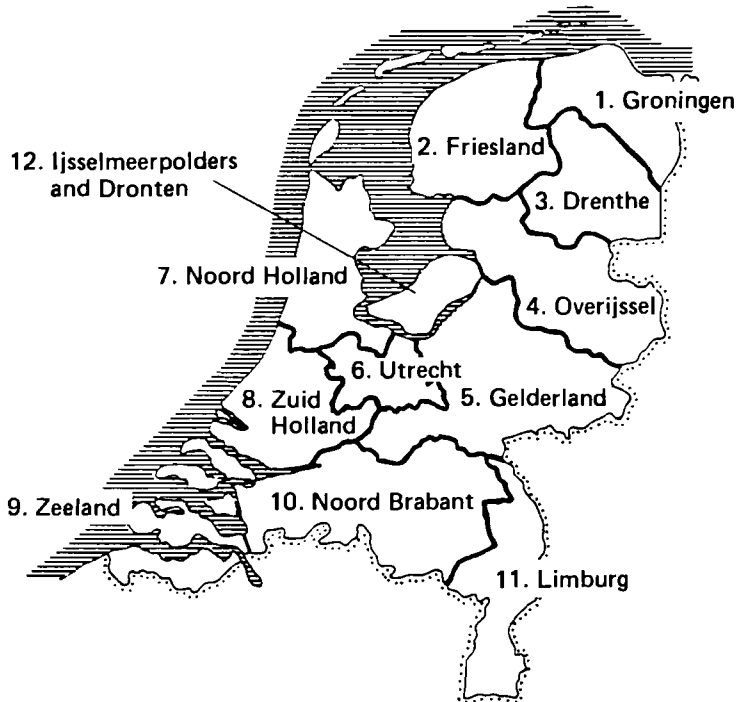 1. Groningen
2. Friesland
12. Ijsselmeerpolders
and Dronten
3. Drenthe
7. Noord Holland
4. Overijssel
6. Utrecht
8. Zuid
Holland
5. Gelderland
9. Zeeland
10. Noord Brabant
11. Limburg